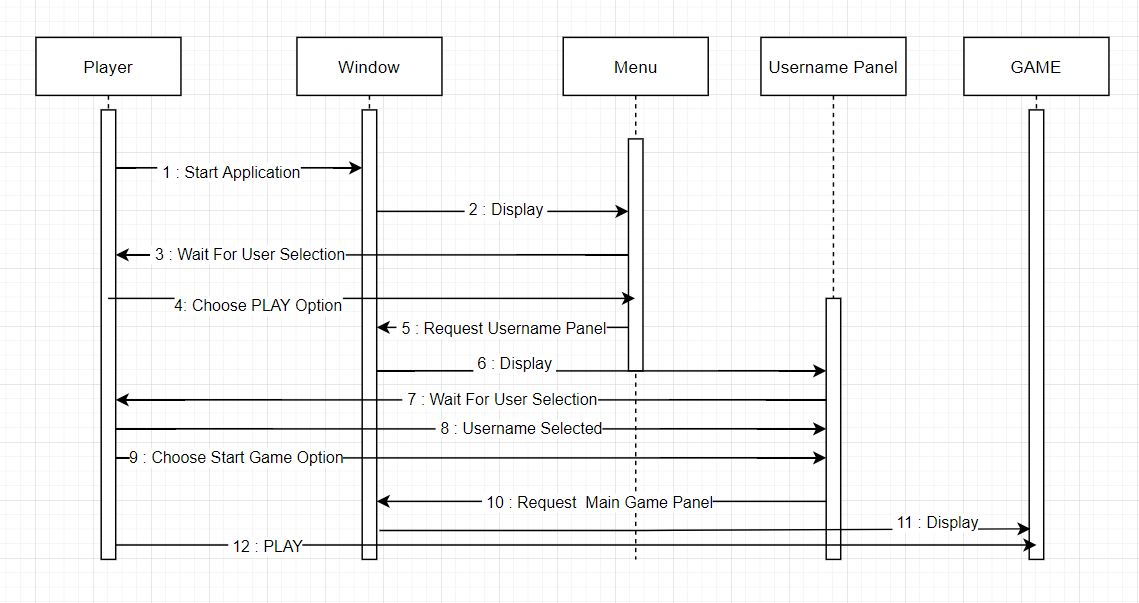 Player
Window
Menu
Username Panel
GAME
1 : Start Application
2 : Display
3 : Wait For User Selection
4: Choose PLAY Option
5 : Request Username Panel
6 : Display
7 : Wait For User Selection
8 : Username Selected
9 : Choose Start Game Option
10 : Request  Main Game Panel
11 : Display
12 : PLAY